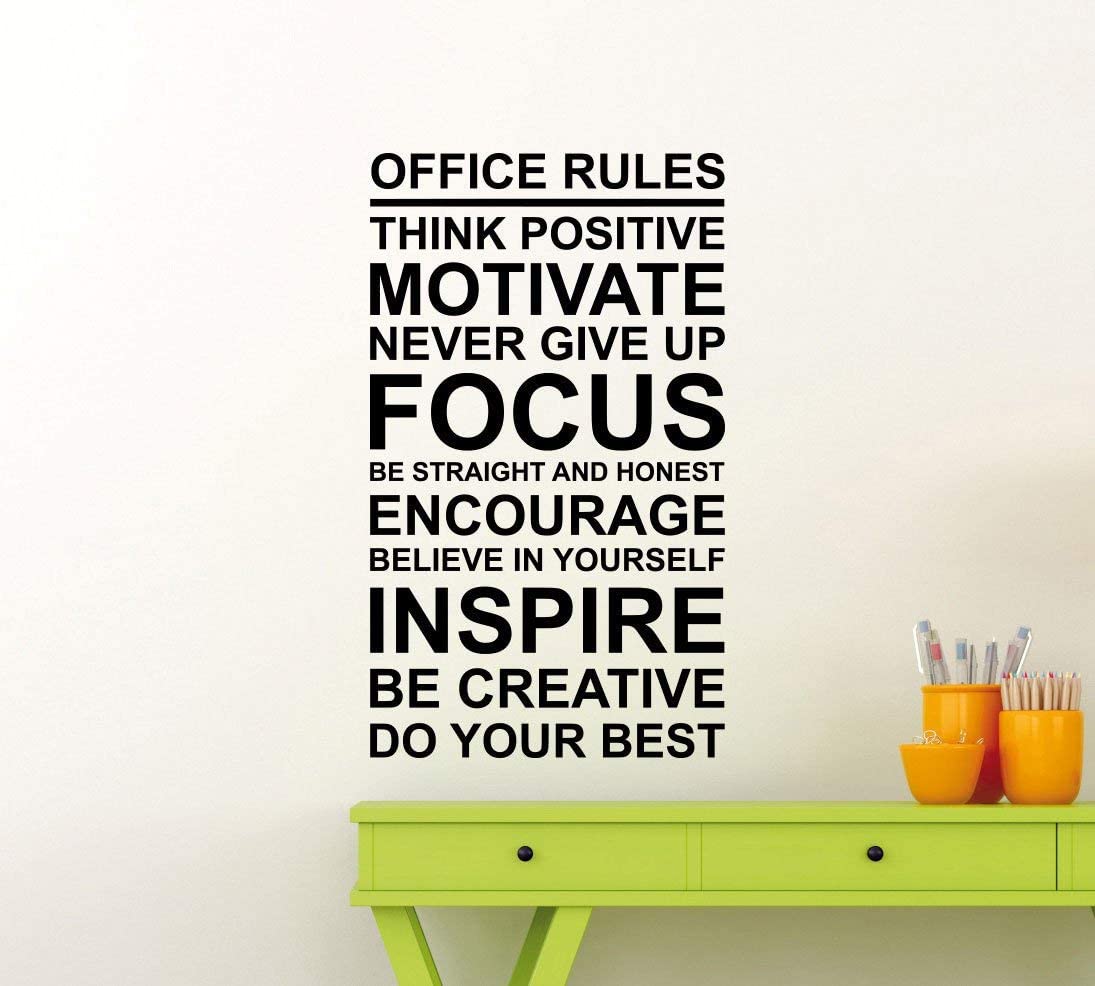 OFFICE RULES
THINK POSITIVE
MOTIVATE
NEVER GIVE UP
FOCUS
BE STRAIGHT AND HONEST
ENCOURAGE
BELIEVE IN YOURSELF
INSPIRE
BE CREATIVE
DO YOUR BEST